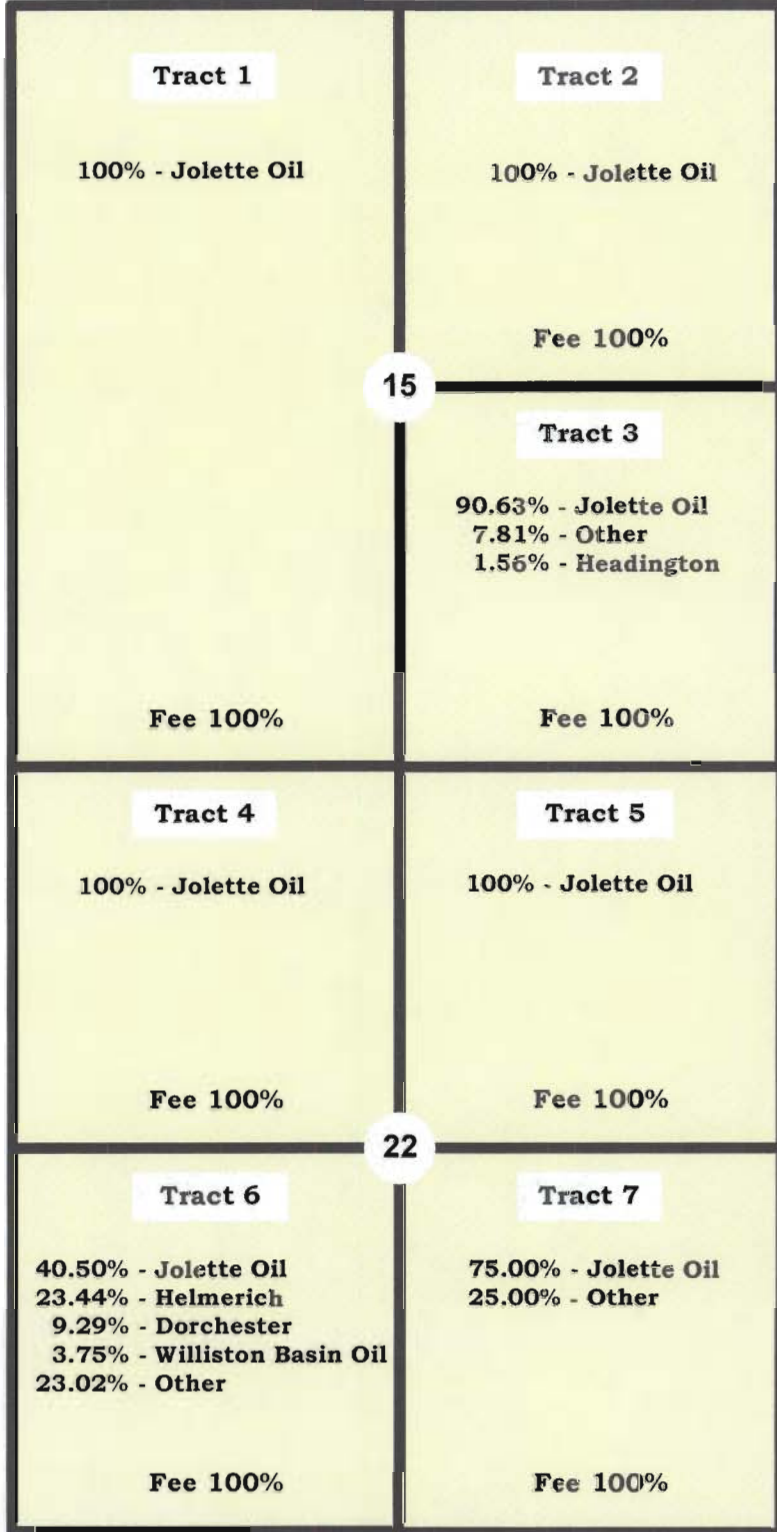 Tract 1
100% - Jolette Oil
Fee 100%
Tract 2
100% - Jolette Oil
Fee 100%
15
Tract 3
90.63% - Jolette Oil
7.81% - Other
1.56% - Headington
Fee 100%
Tract 4
100% - Jolette Oil
Fee 100%
Tract 5
100% - Jolette Oil
Fee 100%
22
Tract 6
40.50% - Jolette Oil
23.44% - Helmerich
9.29% - Dorchester
3.75% - Williston Basin Oil
23.02% - Other
Fee 100%
Tract 7
75.00% - Jolette Oil
25.00% - Other
Fee 100%